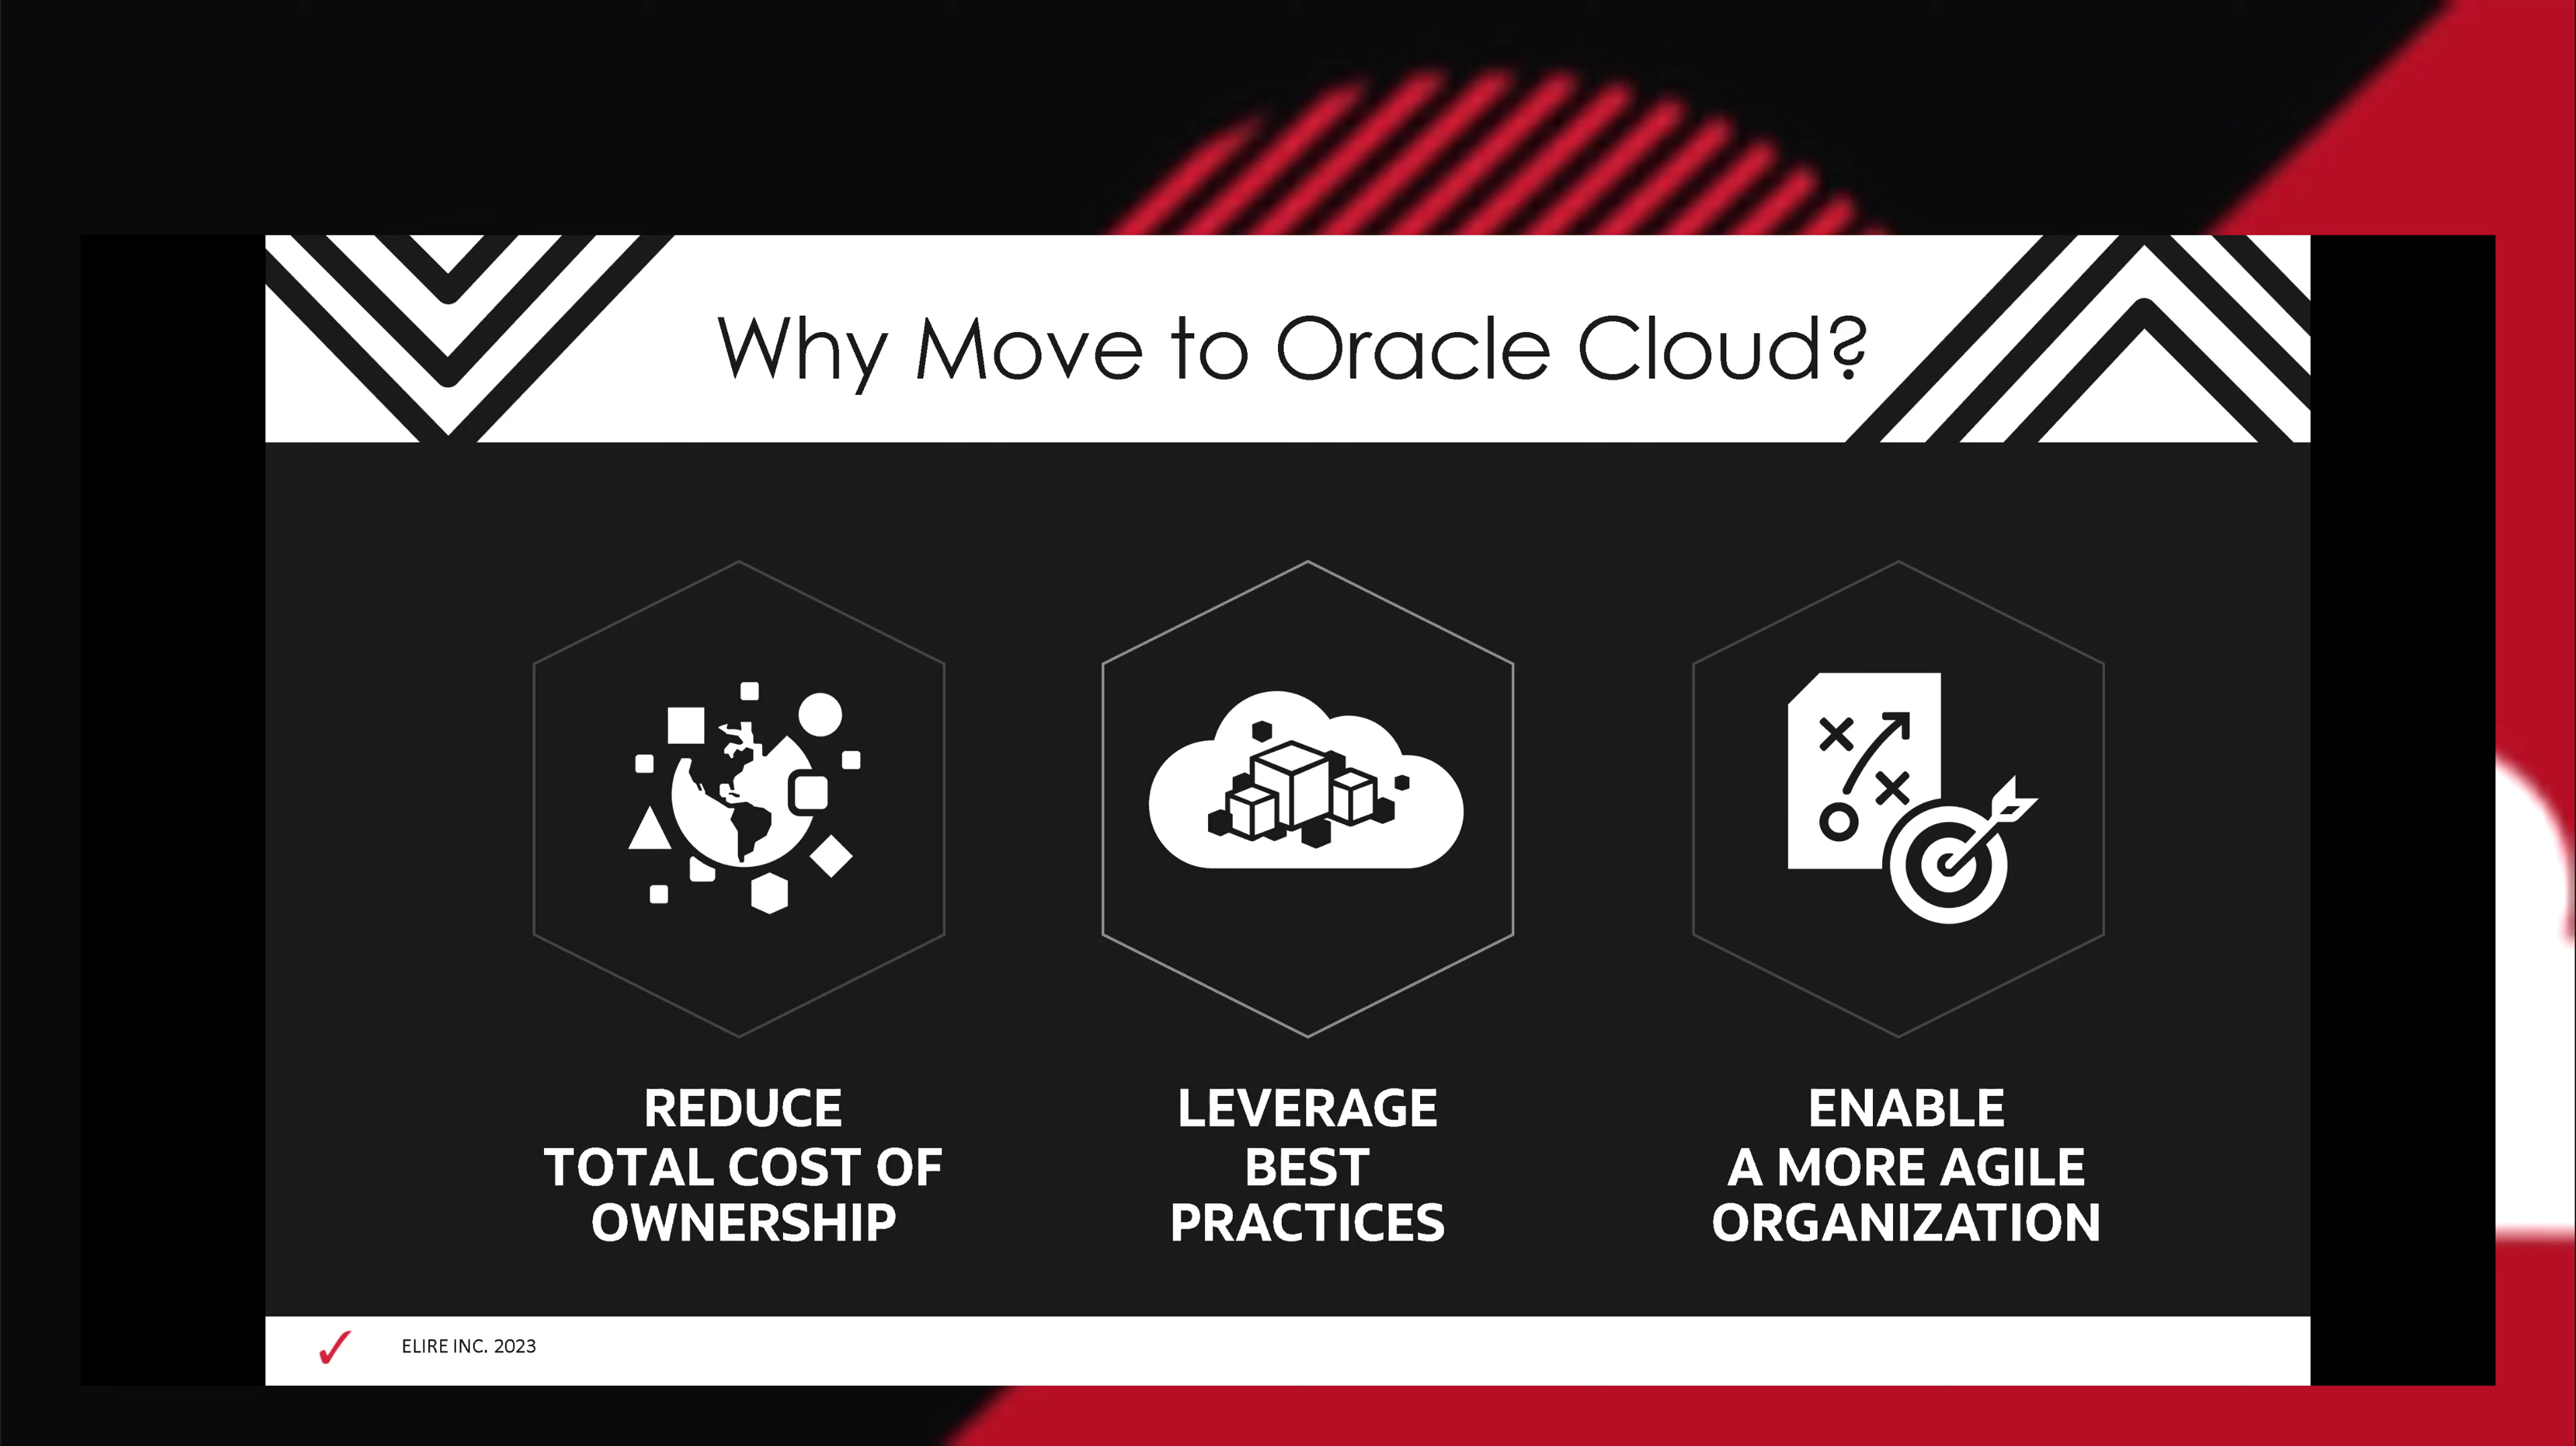 Why Move to Oracle Cloud?
REDUCE
TOTAL COST OF
OWNERSHIP
LEVERAGE
BEST
PRACTICES
ENABLE
A MORE AGILE
ORGANIZATION
ELIRE INC. 2023